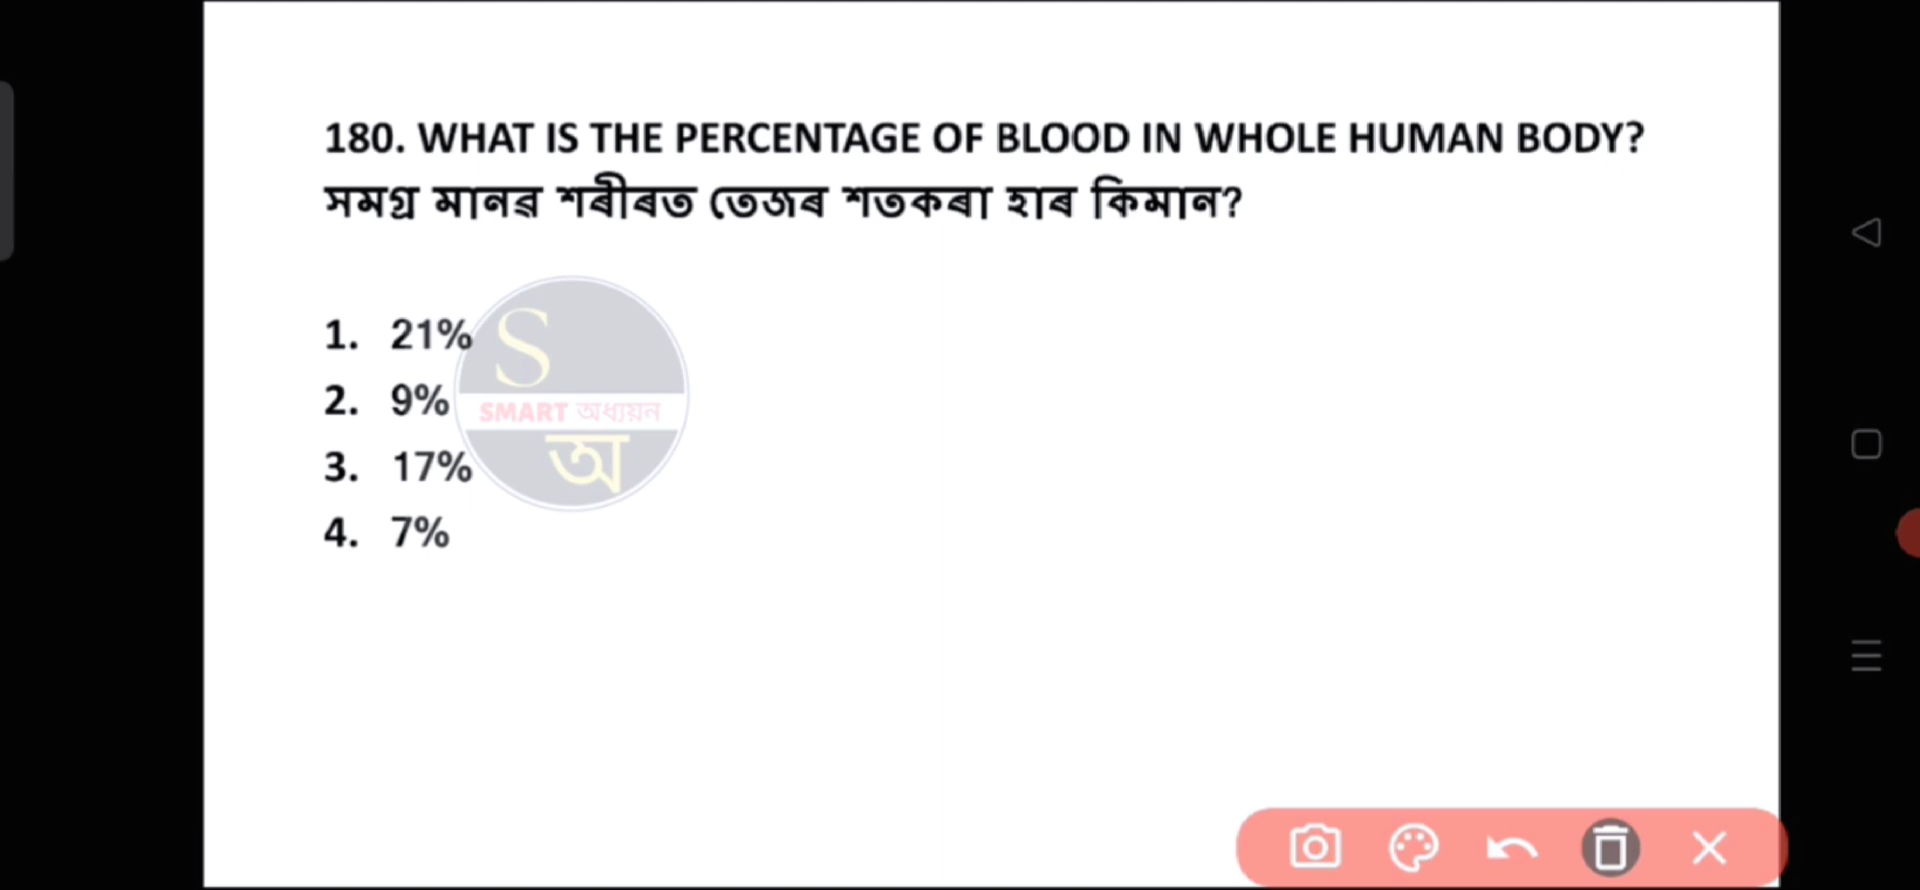 180. WHAT IS THE PERCENTAGE OF BLOOD IN WHOLE HUMAN BODY?
সমগ্ৰ মানৱ শৰীৰত তেজৰ শতকৰা হাৰ কিমান?
1. 21%
2. 9%
3. 17%
4. 7%
S
SMART অধ্যয়ন
অ